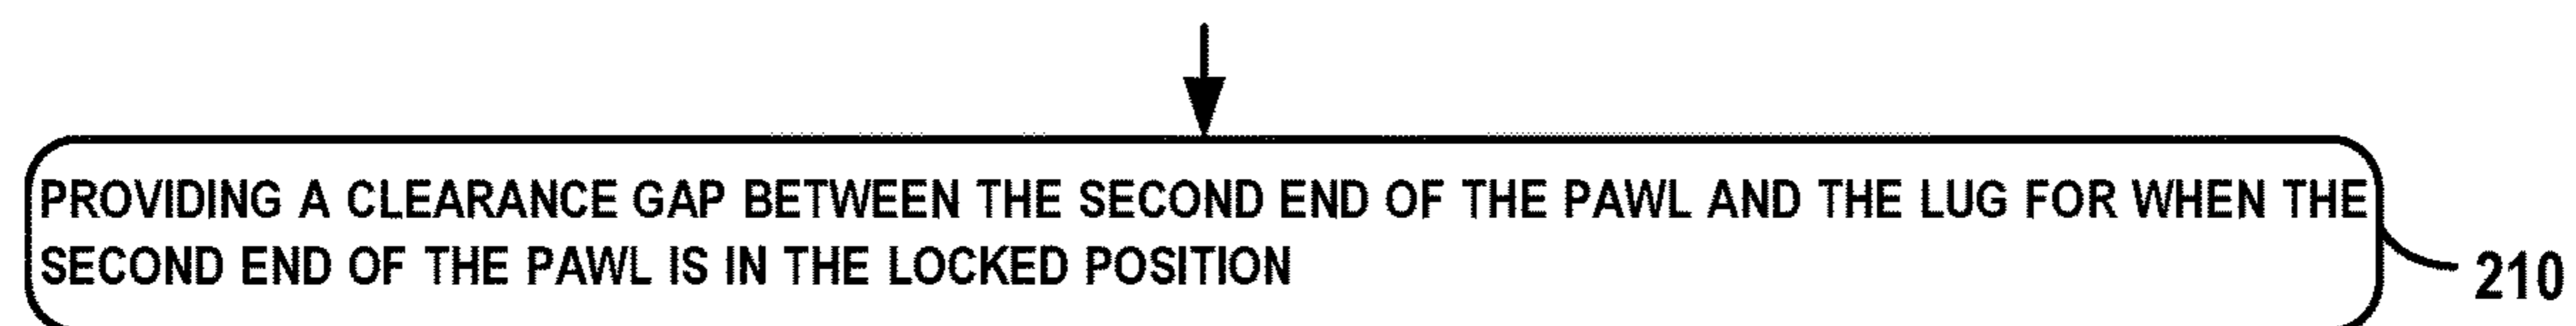 PROVIDING A CLEARANCE GAP BETWEEN THE SECOND END OF THE PAWL AND THE LUG FOR WHEN THE
SECOND END OF THE PAWL IS IN THE LOCKED POSITION
210